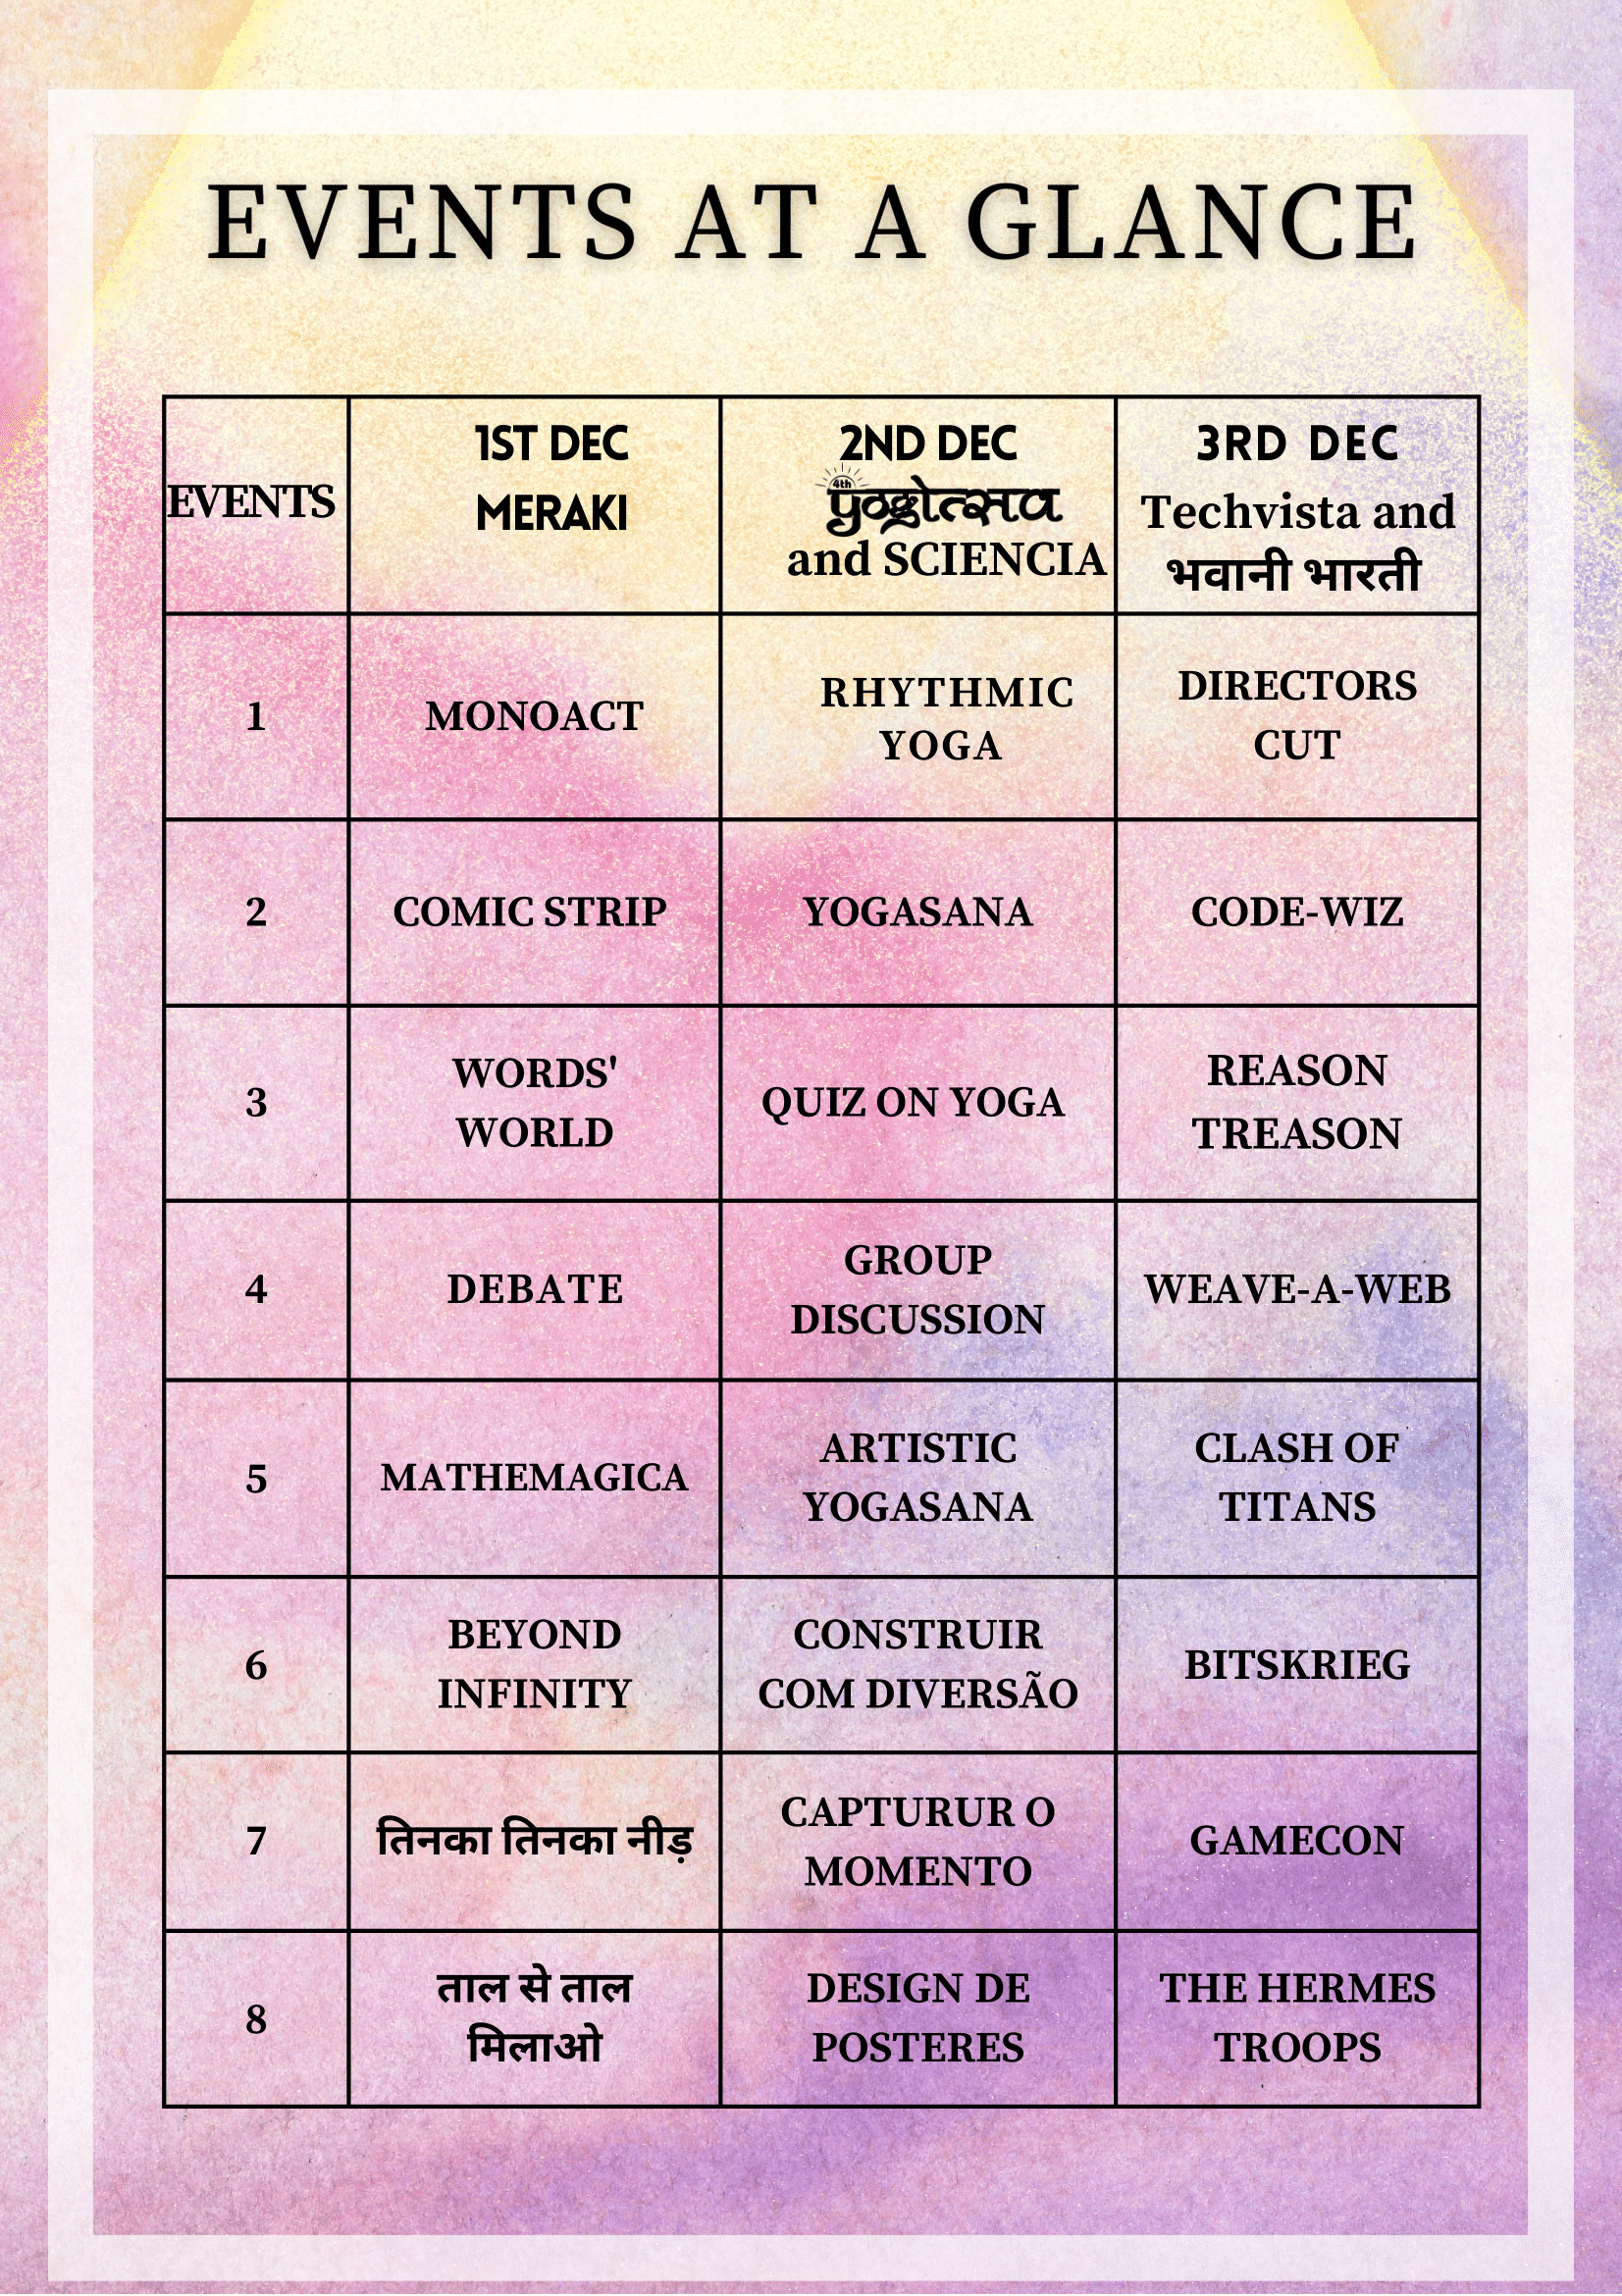 EVENTS AT A GLANCE
EVENTS
1ST DEC
MERAKI
2ND DEC
4th
yogotsava
and SCIENCIA
3RD DEC
Techvista and
भवानी भारती
1
MONOACT
RHYTHMIC
YOGA
DIRECTORS
CUT
2
COMIC STRIP
YOGASANA
CODE-WIZ
3
WORDS'
WORLD
QUIZ ON YOGA
REASON
TREASON
4
DEBATE
GROUP
DISCUSSION
WEAVE-A-WEB
5
MATHEMAGICA
ARTISTIC
YOGASANA
CLASH OF
TITANS
6
BEYOND
INFINITY
CONSTRUIR
COM DIVERSÃO
BITSKRIEG
7
तिनका तिनका नीड़
CAPTURUR O
MOMENTO
GAMECON
8
ताल से ताल
मिलाओ
DESIGN DE
POSTERES
THE HERMES
TROOPS